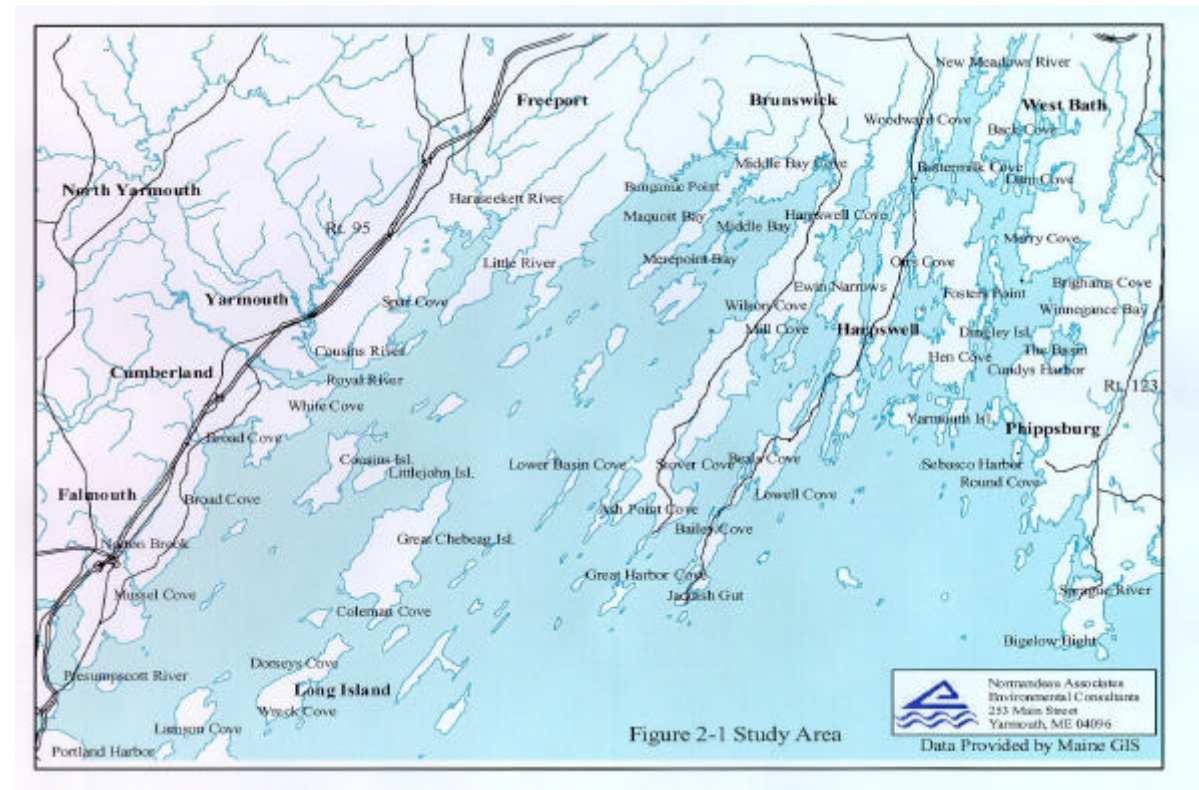 New Meadows River
Freeport
Brunswick
West Bath
Woodward Cove
Back Cove
Middle Bay Cove
Buttermilk Cove
Dam Cove
North Yarmouth
Bunganuc Point
Haraseekett River
Maquoit Bay
Harpswell Cove
Rt. 95
Middle Bay
Merry Cove
Little River
Merepoint Bay
Orrs Cove
Ewin Narrows
Brighams Cove
Fosters Point
Yarmouth
Spar Cove
Wilson Cove
Winnegance Bay
Mill Cove
Harpswell
Dingley Isl.
Cousins River
Hen Cove
The Basin
Cumberland
Royal River
Cundys Harbor
Rt. 123
White Cove
Yarmouth Isl.
Phippsburg
Broad Cove
Cousins Isl.
Lower Basin Cove
Stover Cove
Beals Cove
Sebasco Harbor
Littlejohn Isl.
Round Cove
Falmouth
Broad Cove
Lowell Cove
Ash Point Cove
Bailey Cove
Norton Brook
Great Chebeag Isl.
Great Harbor Cove
Mussel Cove
Jaquish Gut
Sprague River
Coleman Cove
Bigelow Bight
Dorseys Cove
Presumpscott River
Long Island
Wreck Cove
Lamson Cove
Portland Harbor
Figure 2-1 Study Area
Normandeau Associates
Environmental Consultants
253 Main Street
Yarmouth, ME 04096
Data Provided by Maine GIS